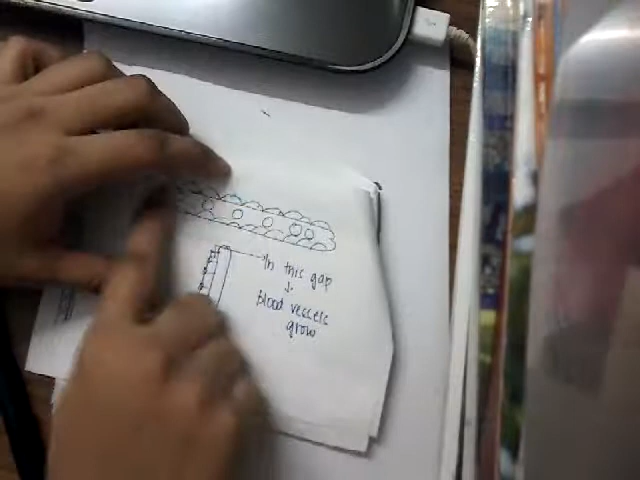 In this gap
↓
Blood vessels
grow